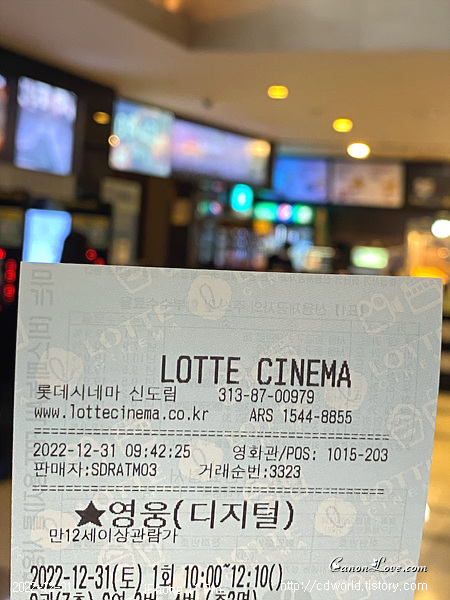 LOTTE CINEMA
롯데시네마 신도림 313-87-00979
www.lottecinema.co.kr ARS 1544-8855
2022-12-31 09:42:25 영화관/POS: 1015-203
판매자:SDRATM03 거래순번:3323
★영웅(디지털)
만12세이상관람가
2022-12-31(토) 1회 10:00~12:10()
CanonLove.com
http://cdworld.tistory.com